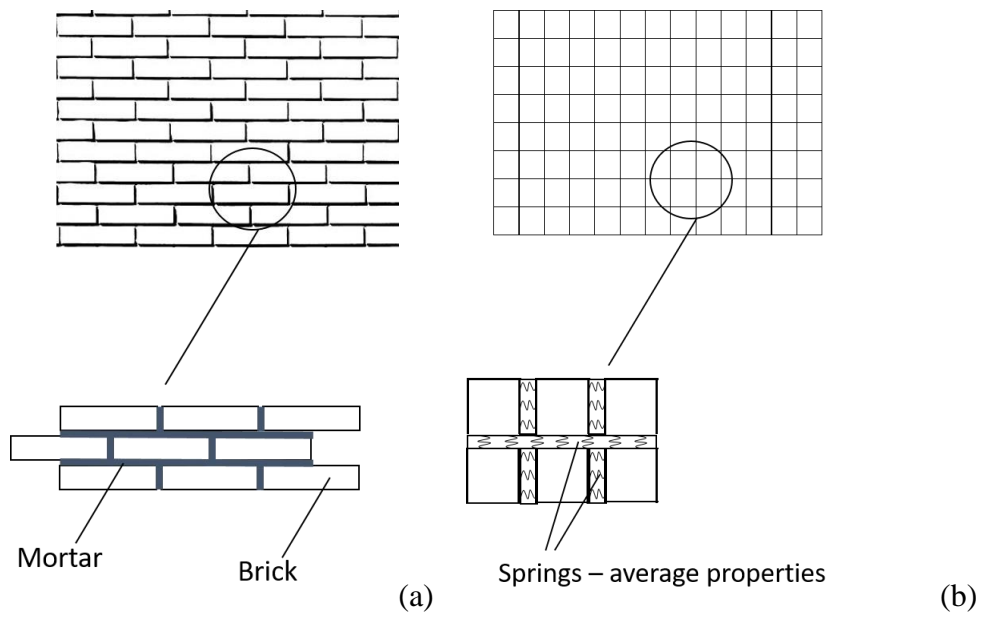 Mortar
Brick
(a)
Springs – average properties
(b)